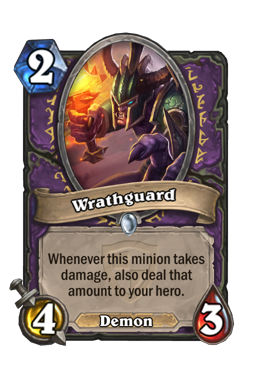 2
Wrathguard
Whenever this minion takes
damage, also deal that
amount to your hero.
4
Demon
3